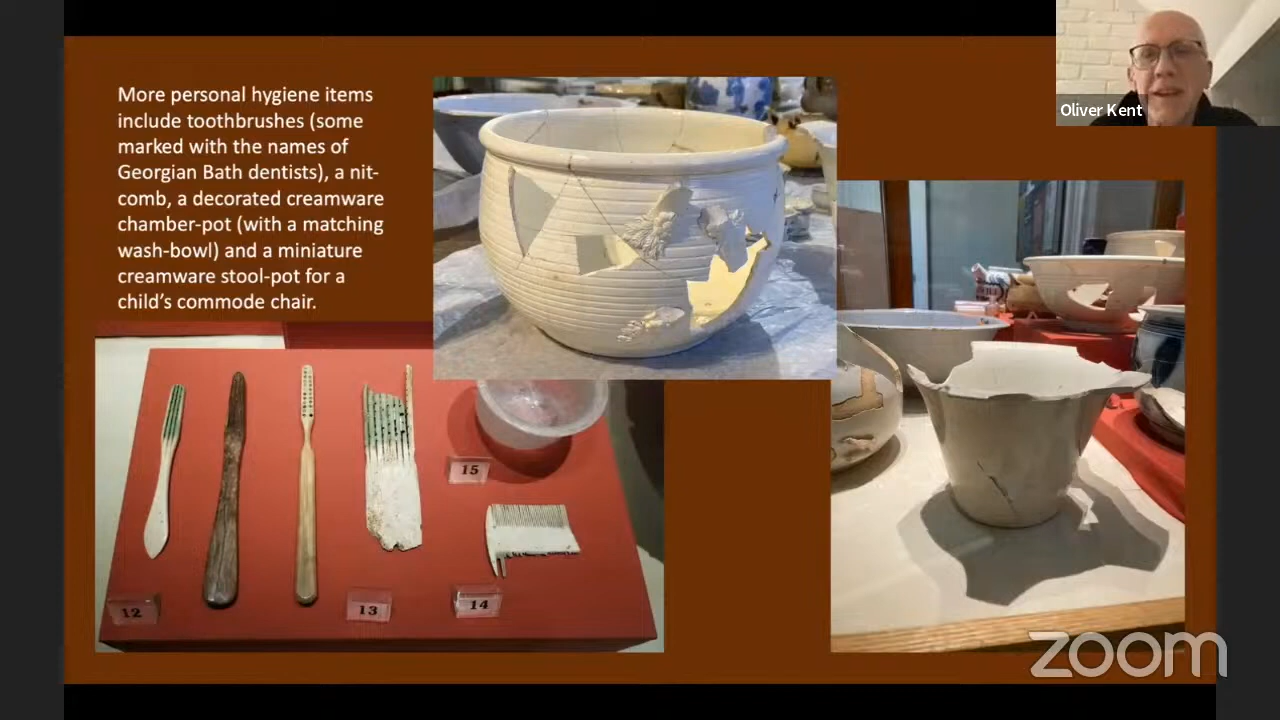 More personal hygiene items
include toothbrushes (some
marked with the names of
Georgian Bath dentists), a nit-
comb, a decorated creamware
chamber-pot (with a matching
wash-bowl) and a miniature
creamware stool-pot for a
child's commode chair.
Oliver Kent
15
12
13
14
zoom